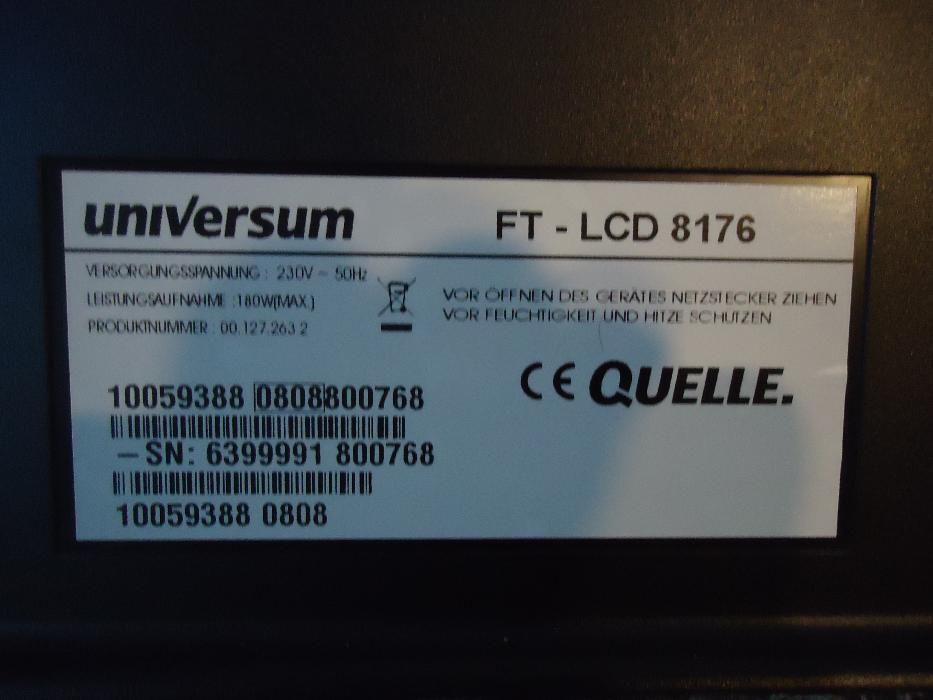 universum
FT - LCD 8176
VERSORGUNGSSPANNUNG : 230V ~ 50Hz
LEISTUNGSAUFNAHME :180W(MAX.)
PRODUKTNUMMER : 00.127.263 2
VOR ÖFFNEN DES GERÄTES NETZSTECKER ZIEHEN
VOR FEUCHTIGKEIT UND HITZE SCHÜTZEN
CE QUELLE.
10059388 0808800768
– SN: 6399991 800768
10059388 0808